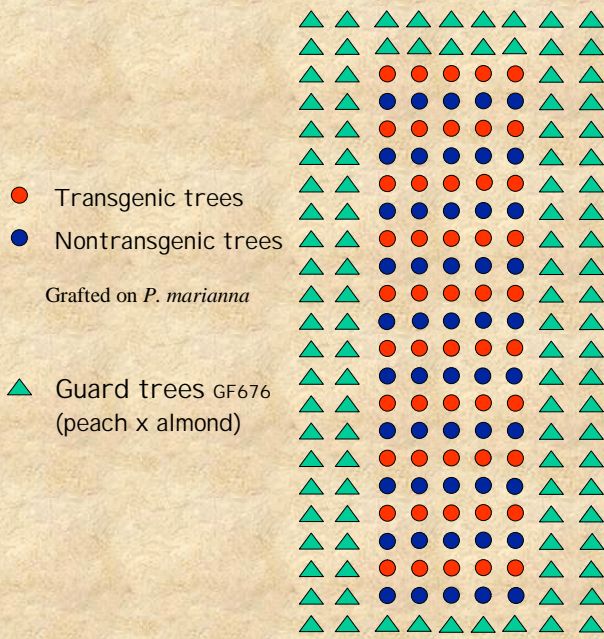 Transgenic trees
Nontransgenic trees
Grafted on P. marianna
Guard trees GF676
(peach x almond)